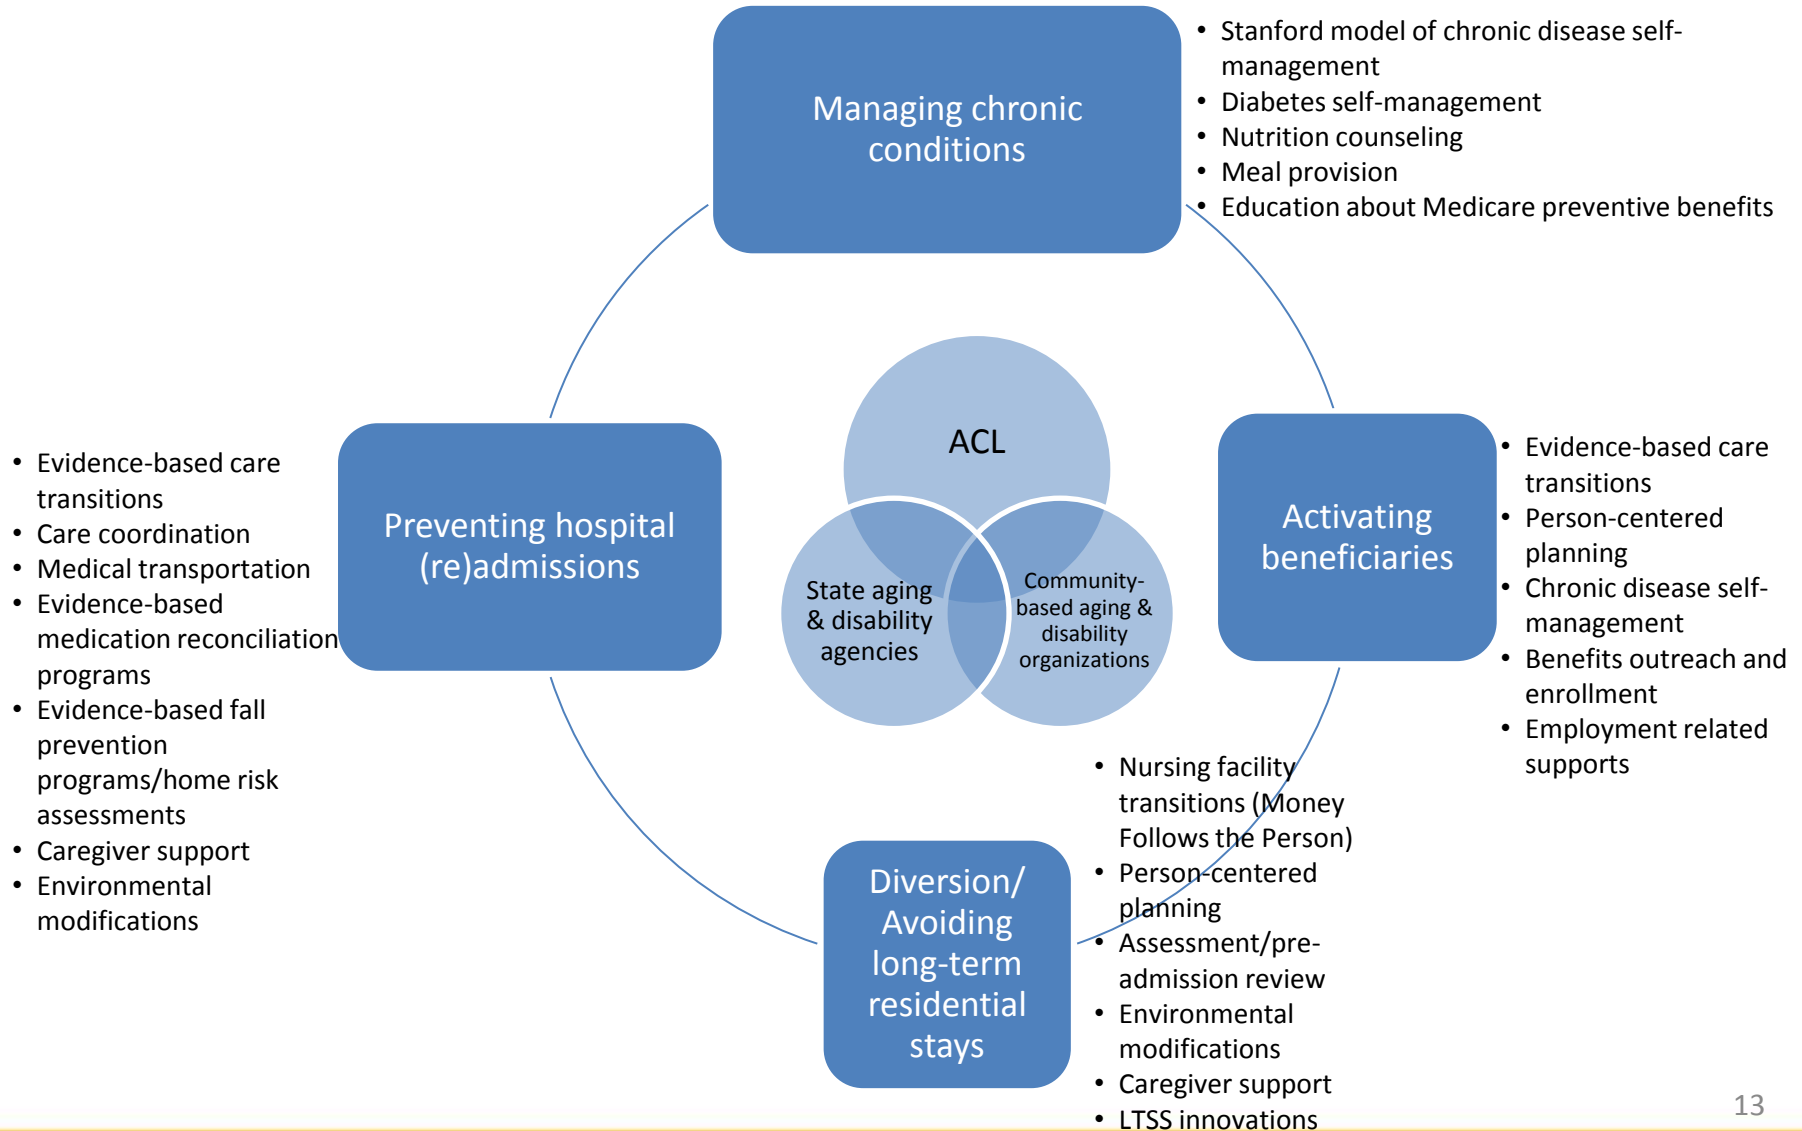 Managing chronic
conditions
• Stanford model of chronic disease self-
management
• Diabetes self-management
• Nutrition counseling
• Meal provision
• Education about Medicare preventive benefits
ACL
State aging
& disability
agencies
Community-
based aging &
disability
organizations
Preventing hospital
(re)admissions
• Evidence-based care
transitions
• Care coordination
• Medical transportation
• Evidence-based
medication reconciliation
programs
• Evidence-based fall
prevention
programs/home risk
assessments
• Caregiver support
• Environmental
modifications
Activating
beneficiaries
• Evidence-based care
transitions
• Person-centered
planning
• Chronic disease self-
management
• Benefits outreach and
enrollment
• Employment related
supports
Diversion/
Avoiding
long-term
residential
stays
• Nursing facility
transitions (Money
Follows the Person)
• Person-centered
planning
• Assessment/pre-
admission review
• Environmental
modifications
• Caregiver support
• LTSS innovations
13